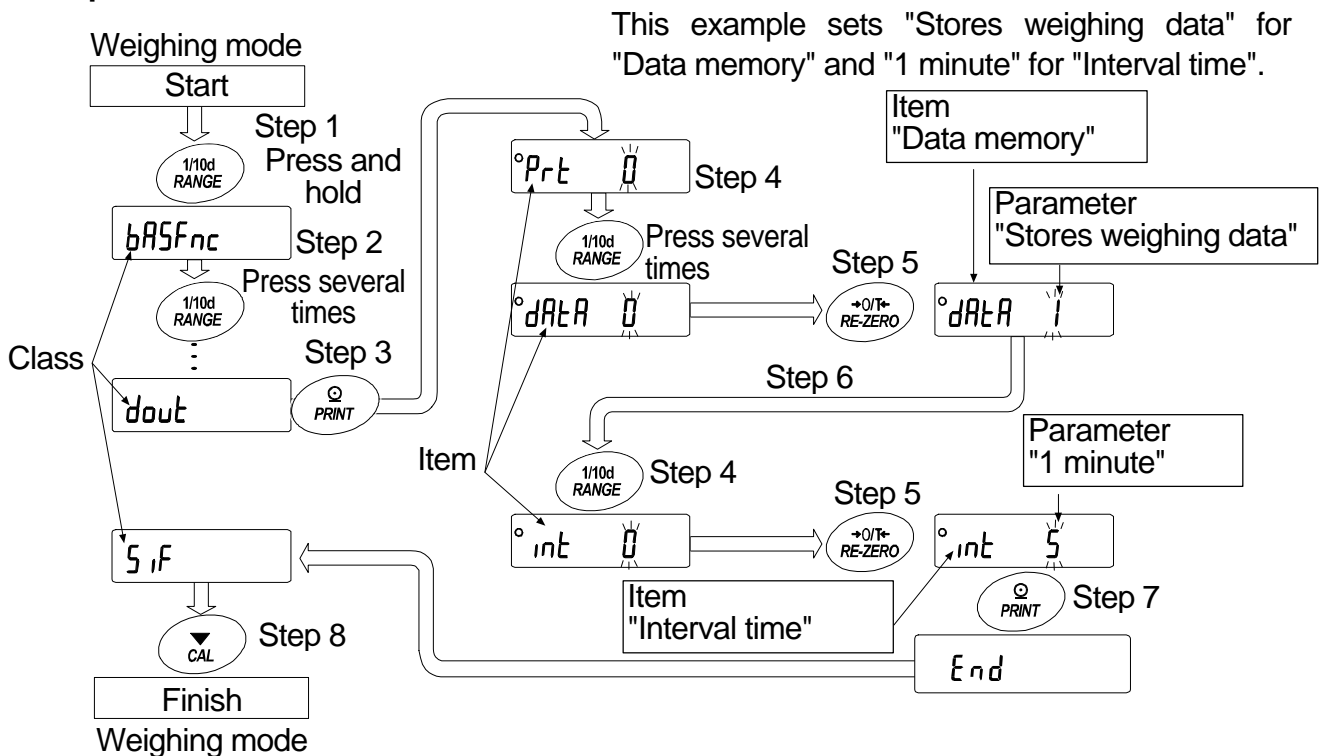 This example sets "Stores weighing data" for
"Data memory" and "1 minute" for "Interval time".
Weighing mode
Start
Step 1
Press and
hold
1/10d
RANGE
bASFnc
Step 2
Press several
times
1/10d
RANGE
Class
dout
Step 3
PRINT
Prt 0
Step 4
1/10d
RANGE
Press several
times
dAtA 0
Step 5
→0/T←
RE-ZERO
Item
"Data memory"
Parameter
"Stores weighing data"
dAtA 1
Step 6
Item
1/10d
RANGE
Step 4
int 0
Step 5
→0/T←
RE-ZERO
Parameter
"1 minute"
int 5
Item
"Interval time"
PRINT
Step 7
End
SiF
CAL
Step 8
Finish
Weighing mode